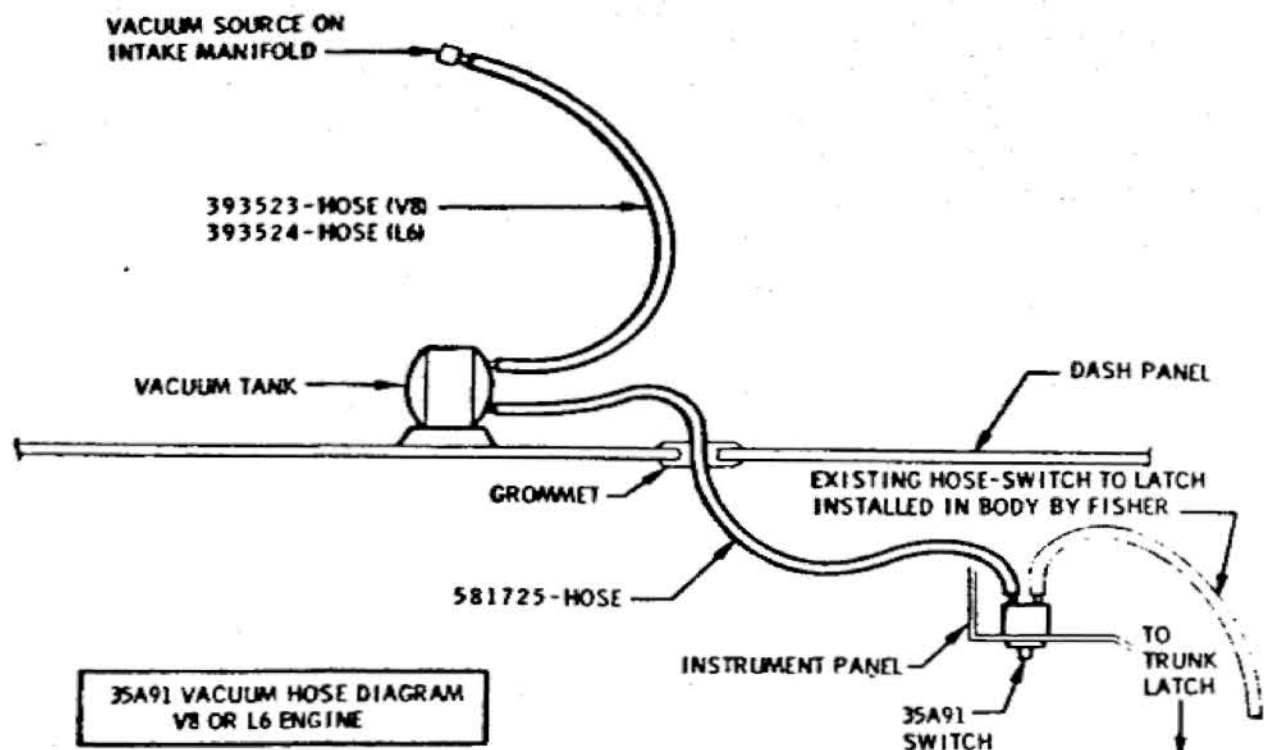 VACUUM SOURCE ON
INTAKE MANIFOLD
393523-HOSE (V8)
393524-HOSE (L6)
VACUUM TANK
DASH PANEL
GROMMET
EXISTING HOSE-SWITCH TO LATCH
INSTALLED IN BODY BY FISHER
581725-HOSE
INSTRUMENT PANEL
TO
TRUNK
LATCH
35A91
SWITCH
35A91 VACUUM HOSE DIAGRAM
V8 OR L6 ENGINE